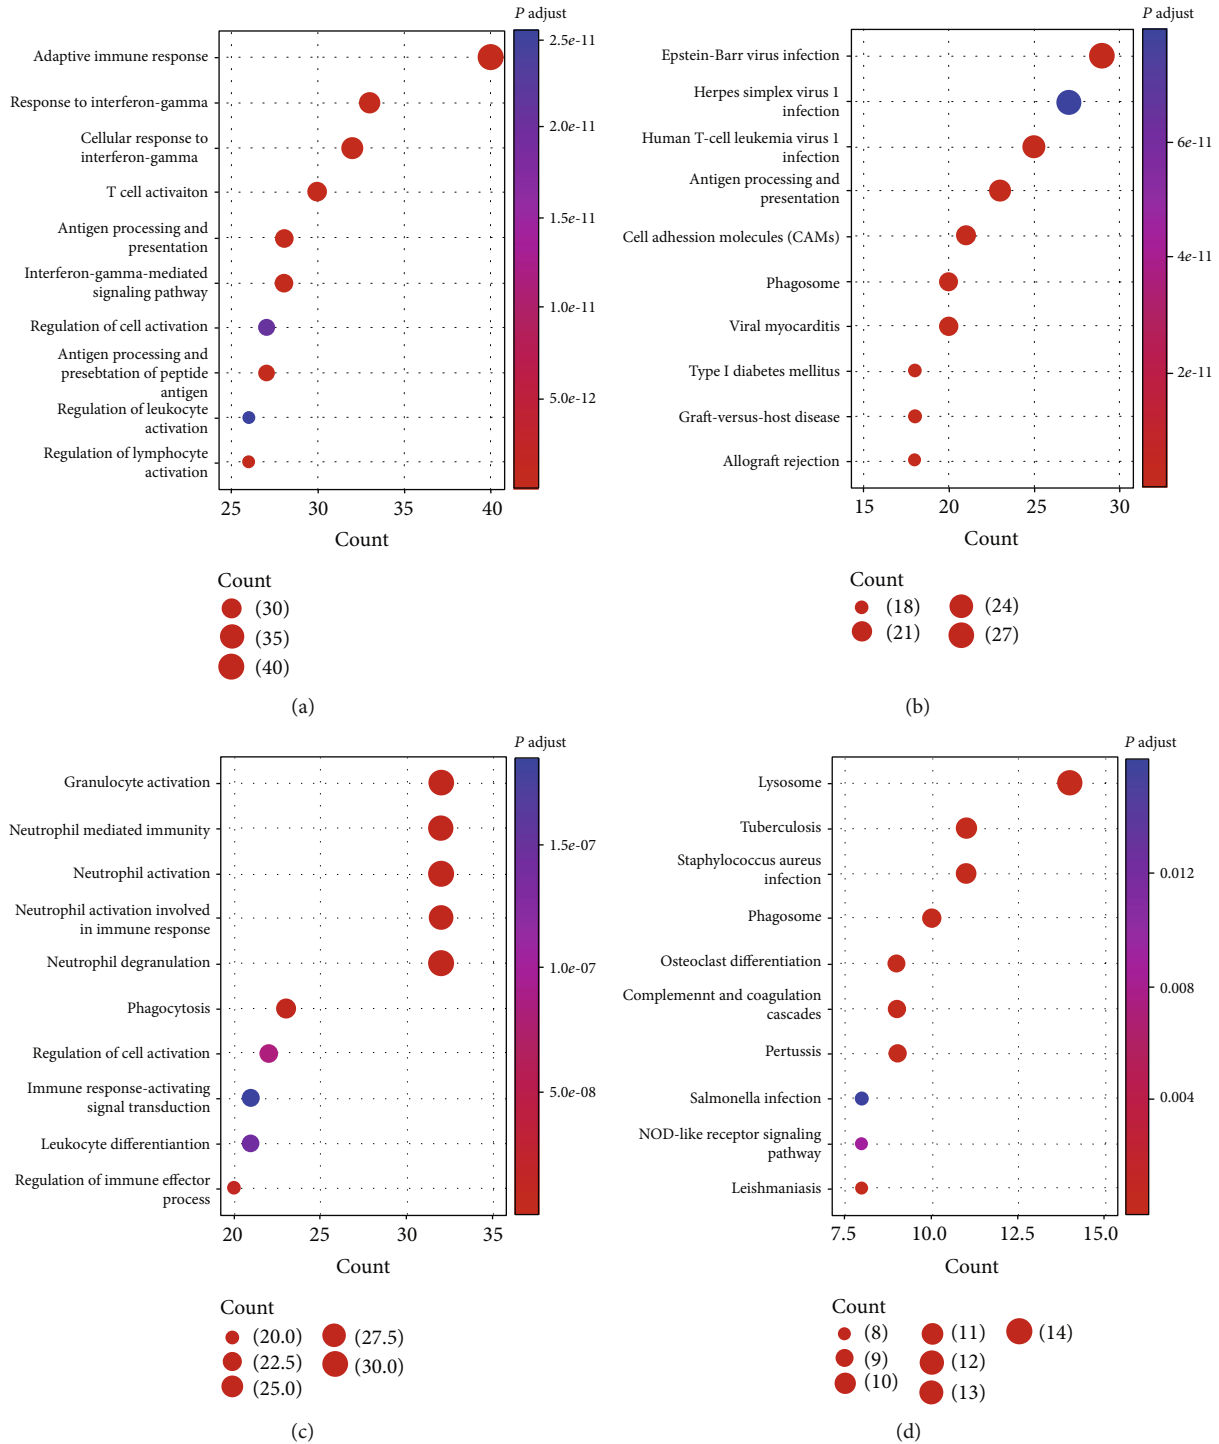 P adjust
Adaptive immune response
Response to interferon-gamma
Cellular response to
interferon-gamma
T cell activaiton
Antigen processing and
presentation
Interferon-gamma-mediated
signaling pathway
Regulation of cell activation
Antigen processing and
presebtation of peptide
antigen
Regulation of leukocyte
activation
Regulation of lymphocyte
activation
2.5e-11
2.0e-11
1.5e-11
1.0e-11
5.0e-12
25 30 35 40
Count
Count
(30)
(35)
(40)
(a)
P adjust
Epstein-Barr virus infection
Herpes simplex virus 1
infection
Human T-cell leukemia virus 1
infection
Antigen processing and
presentation
Cell adhession molecules (CAMs)
Phagosome
Viral myocarditis
Type I diabetes mellitus
Graft-versus-host disease
Allograft rejection
6e-11
4e-11
2e-11
15 20 25 30
Count
Count
(18) (24)
(21) (27)
(b)
P adjust
Granulocyte activation
Neutrophil mediated immunity
Neutrophil activation
Neutrophil activation involved
in immune response
Neutrophil degranulation
Phagocytosis
Regulation of cell activation
Immune response-activating
signal transduction
Leukocyte differentiantion
Regulation of immune effector
process
1.5e-07
1.0e-07
5.0e-08
20 25 30 35
Count
Count
(20.0) (27.5)
(22.5) (30.0)
(25.0)
(c)
P adjust
Lysosome
Tuberculosis
Staphylococcus aureus
infection
Phagosome
Osteoclast differentiation
Complemennt and coagulation
cascades
Pertussis
Salmonella infection
NOD-like receptor signaling
pathway
Leishmaniasis
0.012
0.008
0.004
7.5 10.0 12.5 15.0
Count
Count
(8) (11) (14)
(9) (12)
(10) (13)
(d)